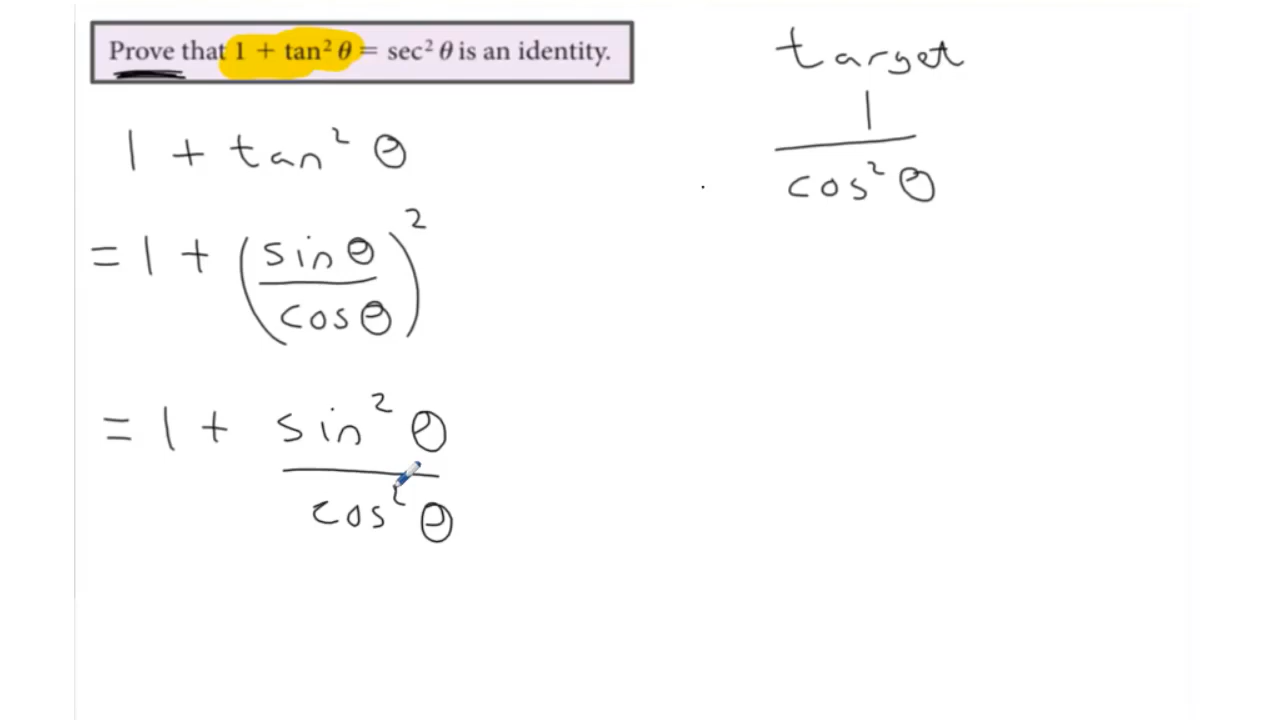 Prove that 1 + tan² θ = sec² θ is an identity.
target
1
cos² θ
1 + tan² θ
= 1 + (sin θ
cos θ)²
= 1 + sin² θ
cos² θ